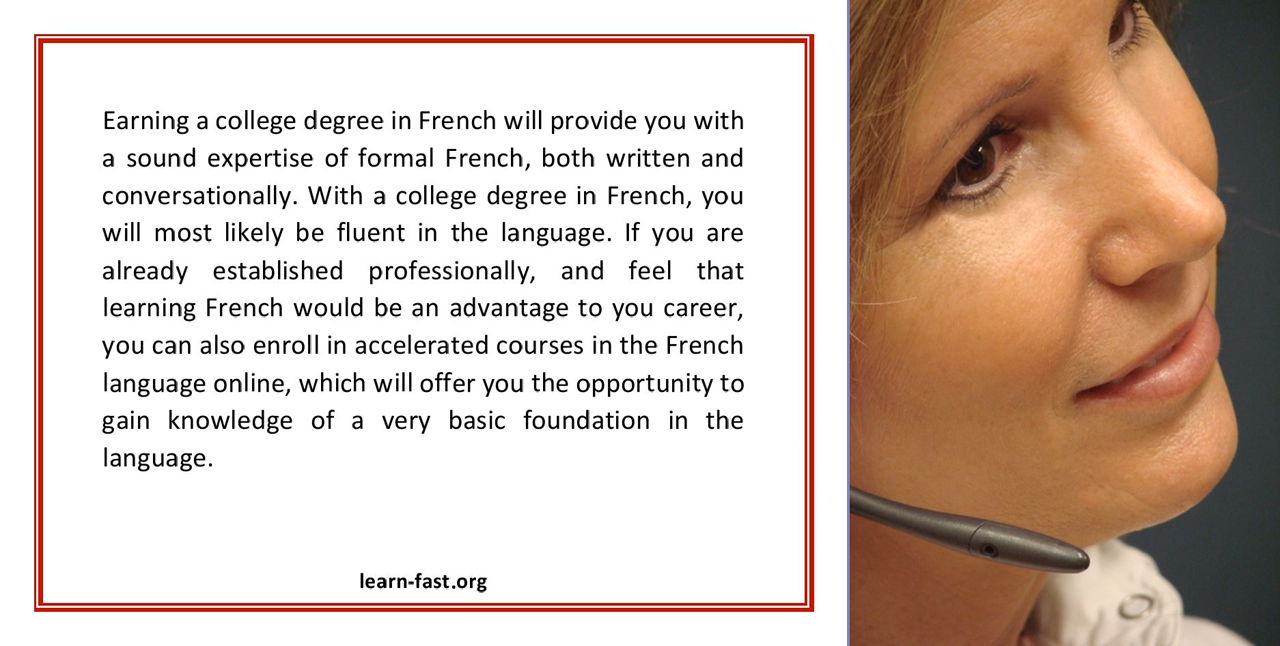 Earning a college degree in French will provide you with
a sound expertise of formal French, both written and
conversationally. With a college degree in French, you
will most likely be fluent in the language. If you are
already established professionally, and feel that
learning French would be an advantage to you career,
you can also enroll in accelerated courses in the French
language online, which will offer you the opportunity to
gain knowledge of a very basic foundation in the
language.
learn-fast.org